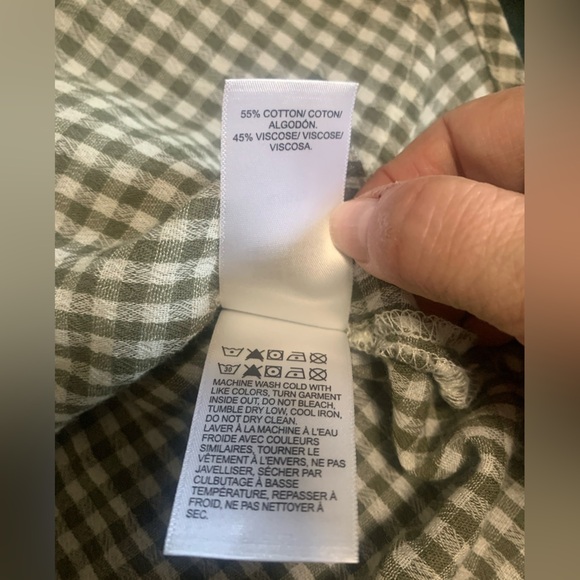 55% COTTON/ COTON/
ALGODÓN.
45% VISCOSE/ VISCOSE/
VISCOSA.
30
MACHINE WASH COLD WITH
LIKE COLORS, TURN GARMENT
INSIDE OUT, DO NOT BLEACH,
TUMBLE DRY LOW, COOL IRON,
DO NOT DRY CLEAN.
LAVER À LA MACHINE À L'EAU
FROIDE AVEC COULEURS
SIMILAIRES, TOURNER LE
VÊTEMENT À L'ENVERS, NE PAS
JAVELLISER, SÉCHER PAR
CULBUTAGE À BASSE
TEMPÉRATURE, REPASSER À
FROID, NE PAS NETTOYER À
SEC.